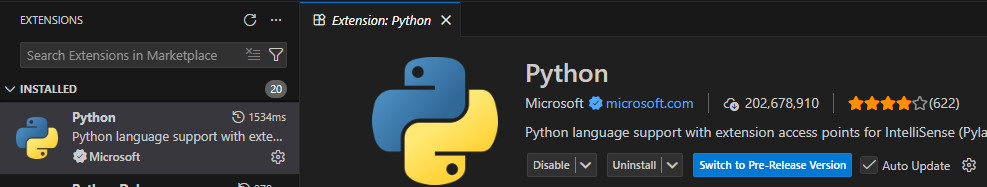 EXTENSIONS
Search Extensions in Marketplace
INSTALLED 20
Python 1534ms
Python language support with exte...
Microsoft
Extension: Python
Python
Microsoft microsoft.com 202,678,910 (622)
Python language support with extension access points for IntelliSense (Pyla
Disable Uninstall Switch to Pre-Release Version Auto Update